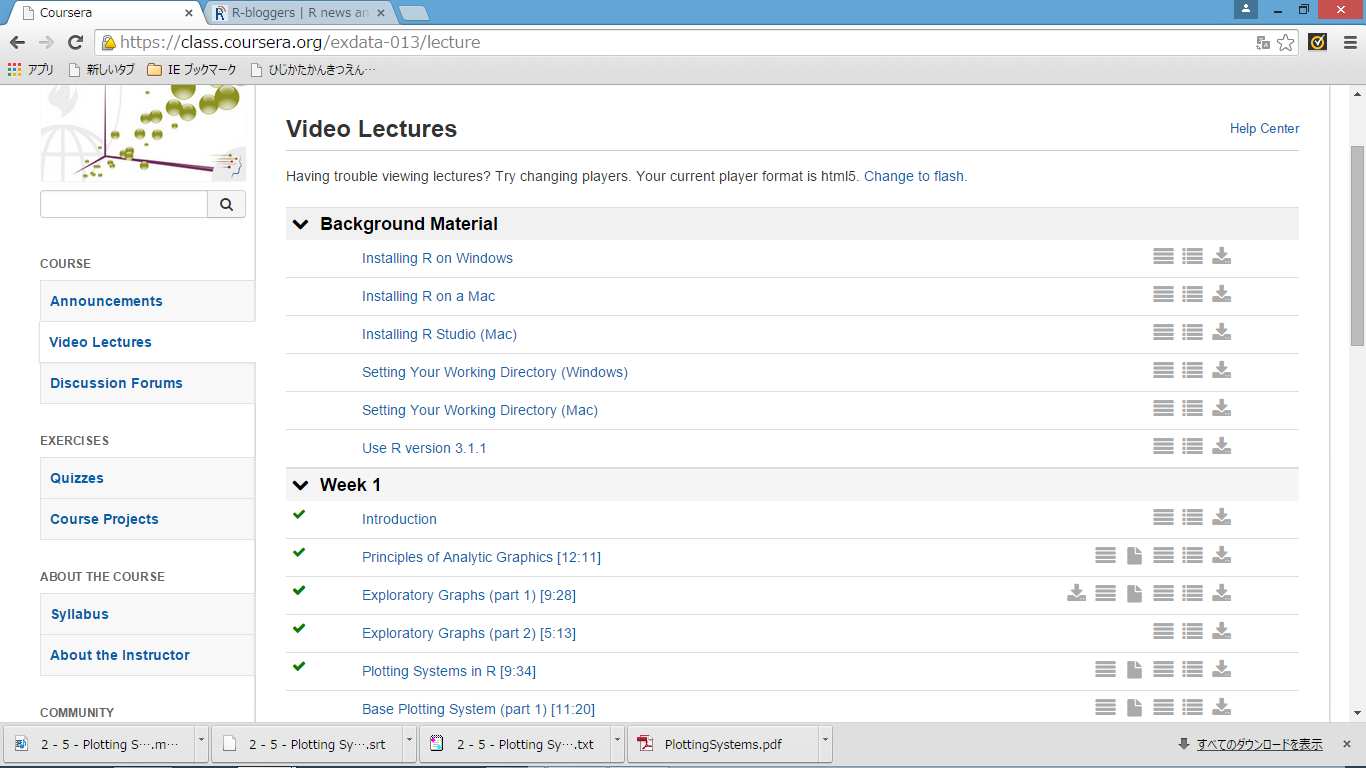 Coursera
R-bloggers | R news an
https://class.coursera.org/exdata-013/lecture
アプリ 新しいタブ IE ブックマーク ひじかたかんきつえん…
Video Lectures
Help Center
Having trouble viewing lectures? Try changing players. Your current player format is html5. Change to flash.
COURSE
Announcements
Video Lectures
Discussion Forums
EXERCISES
Quizzes
Course Projects
ABOUT THE COURSE
Syllabus
About the Instructor
COMMUNITY
Background Material
Installing R on Windows
Installing R on a Mac
Installing R Studio (Mac)
Setting Your Working Directory (Windows)
Setting Your Working Directory (Mac)
Use R version 3.1.1
Week 1
Introduction
Principles of Analytic Graphics [12:11]
Exploratory Graphs (part 1) [9:28]
Exploratory Graphs (part 2) [5:13]
Plotting Systems in R [9:34]
Base Plotting System (part 1) [11:20]
2 - 5 - Plotting S….m…
2 - 5 - Plotting Sy….srt
2 - 5 - Plotting Sy….txt
PlottingSystems.pdf
すべてのダウンロードを表示